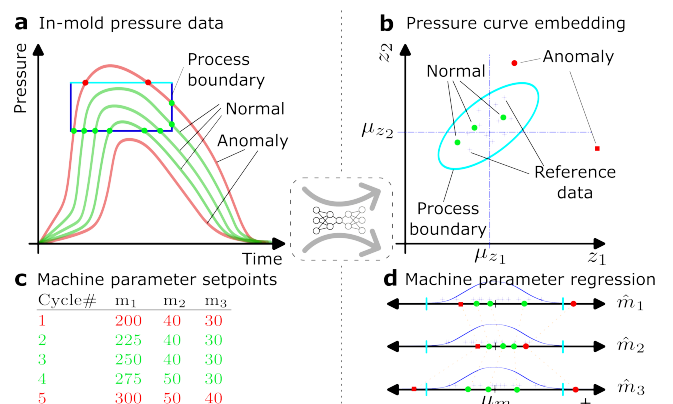 a In-mold pressure data
Pressure
Process
boundary
Normal
Anomaly
Time
b Pressure curve embedding
z2
Normal
Anomaly
μz2
Reference
data
Process
boundary
μz1
z1
c Machine parameter setpoints
Cycle# m1 m2 m3
1 200 40 30
2 225 40 30
3 250 40 30
4 275 50 30
5 300 50 40
d Machine parameter regression
m̂1
m̂2
m̂3
μm
+